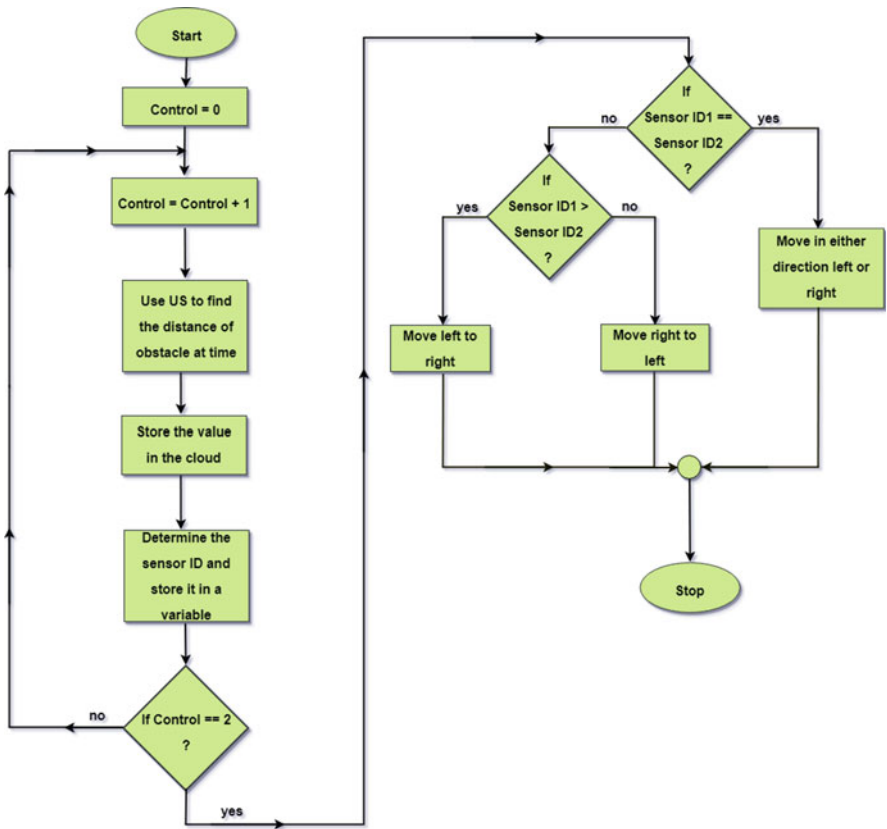 Start
Control = 0
Control = Control + 1
Use US to find
the distance of
obstacle at time
Store the value
in the cloud
Determine the
sensor ID and
store it in a
variable
If Control == 2
?
no
yes
If
Sensor ID1 ==
Sensor ID2
?
no
yes
If
Sensor ID1 >
Sensor ID2
?
yes
no
Move left to
right
Move right to
left
Move in either
direction left or
right
Stop